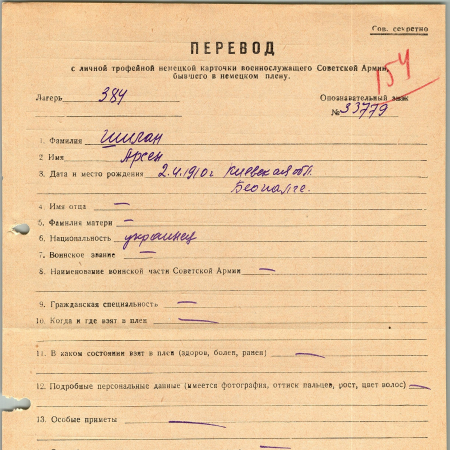 Сов. секретно
ПЕРЕВОД
с личной трофейной немецкой карточки военнослужащего Советской Армии,
бывшего в немецком плену.
154
Лагерь 384
Опознавательный знак
№ 33779
1. Фамилия Шиган
2 Имя Арсен
3. Дата и место рождения 2.4.1910г Киевская обл.
4. Имя отца —
5. Фамилия матери —
6. Национальность украинец
7. Воинское звание —
8. Наименование воинской части Советской Армии —
9. Гражданская специальность —
10. Когда и где взят в плен —
11. В каком состоянии взят в плен (здоров, болен, ранен) —
12. Подробные персональные данные (имеется фотография, оттиск пальцев, рост, цвет волос) —
13. Особые приметы —